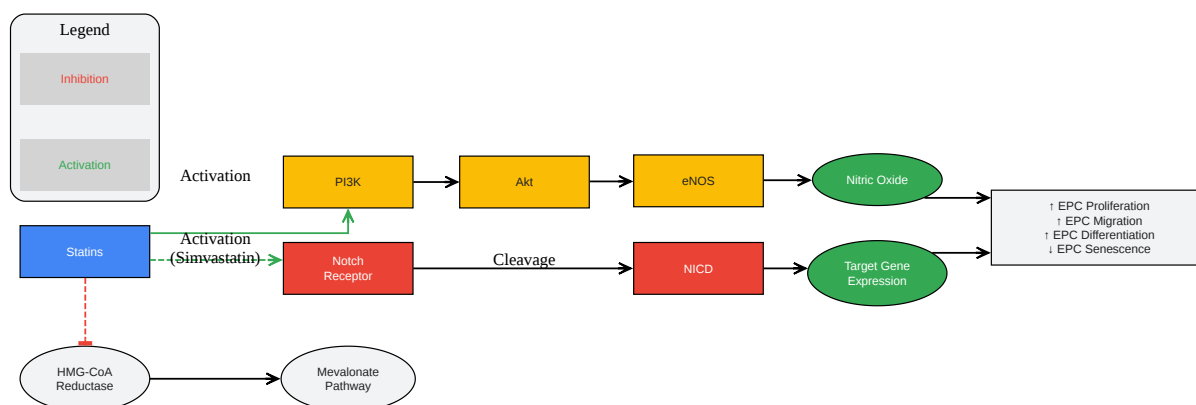 Legend
Inhibition
Activation
Activation
PI3K
Akt
eNOS
Nitric Oxide
↑ EPC Proliferation
↑ EPC Migration
↑ EPC Differentiation
↓ EPC Senescence
Statins
Activation
(Simvastatin)
Notch
Receptor
Cleavage
NICD
Target Gene
Expression
HMG-CoA
Reductase
Mevalonate
Pathway